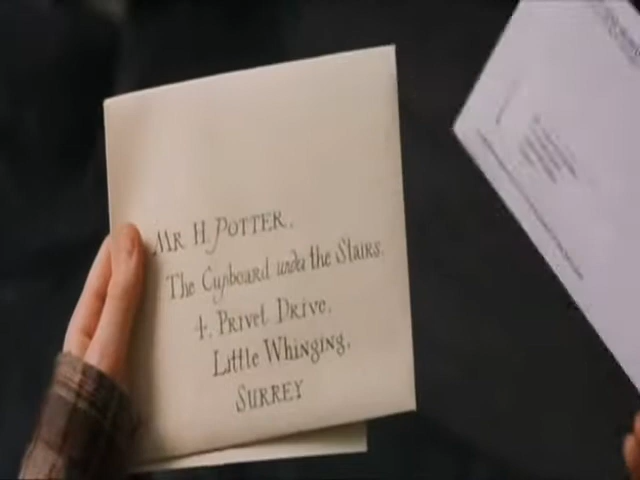 Mr H. Potter,
The Cupboard under the Stairs,
4, Privet Drive,
Little Whinging,
Surrey